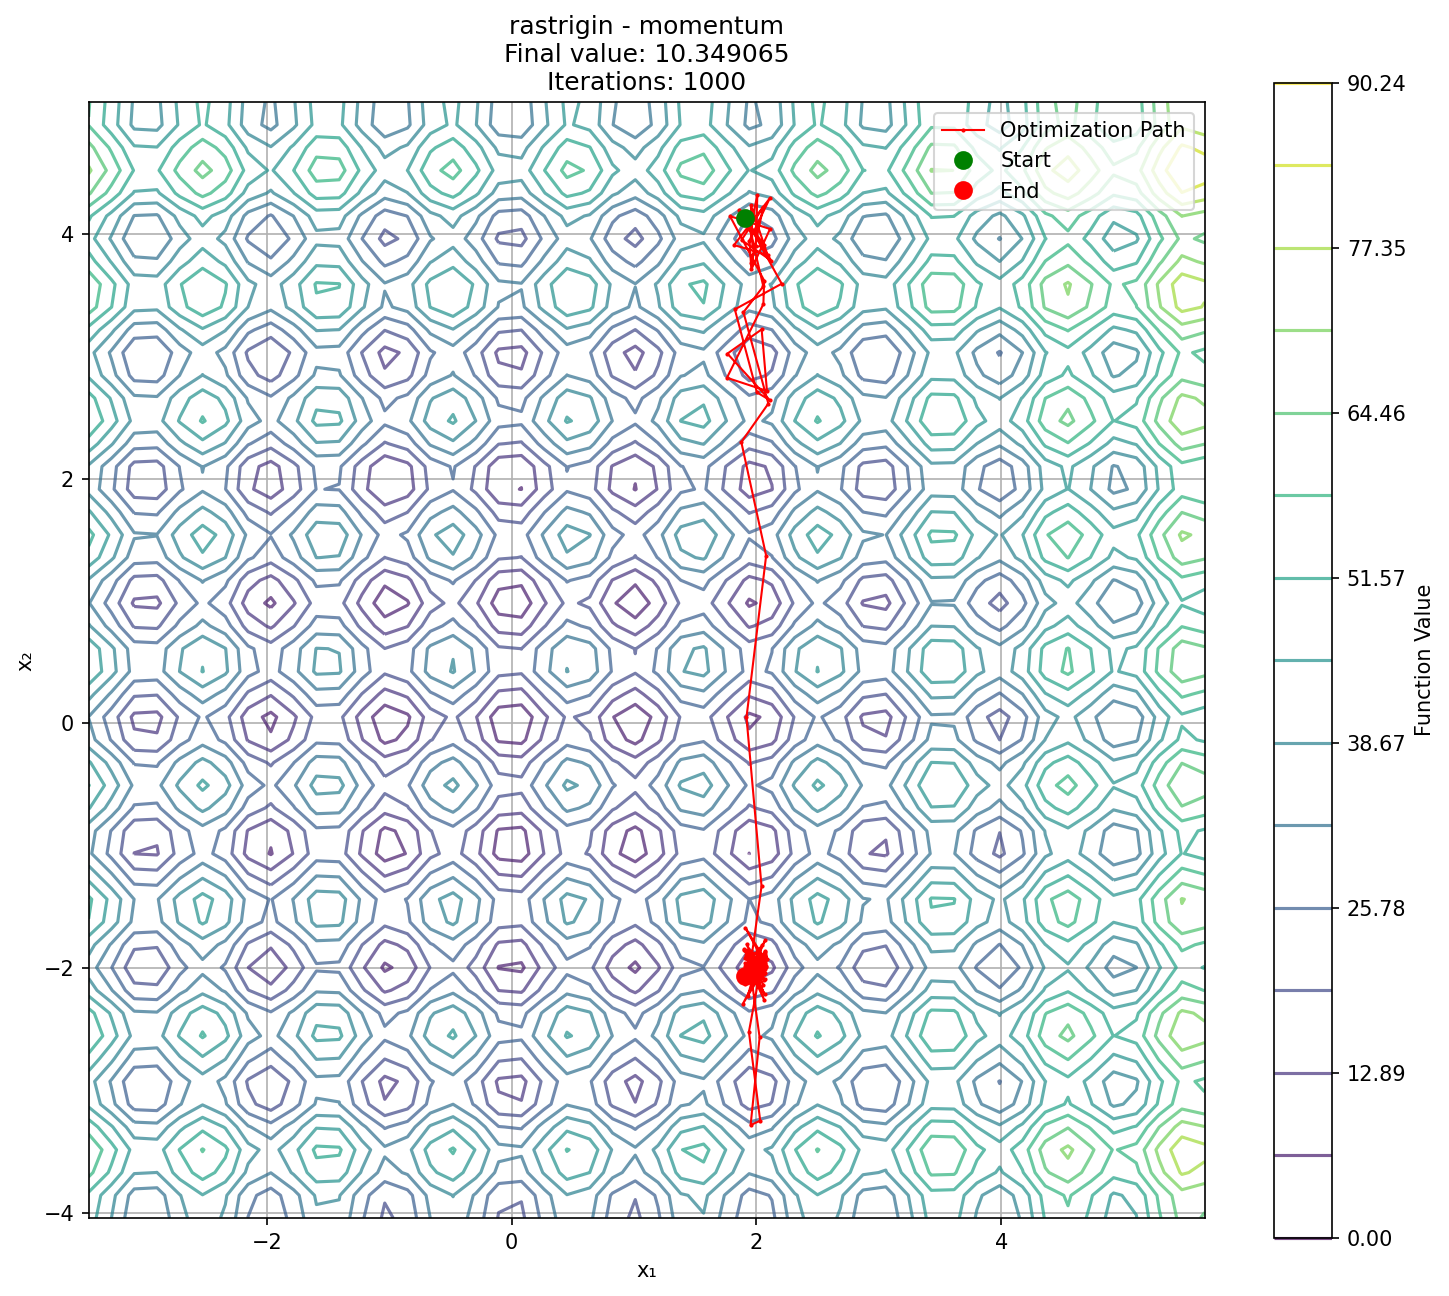 rastrigin - momentum
Final value: 10.349065
Iterations: 1000
Optimization Path
Start
End
90.24
77.35
64.46
51.57
38.67
25.78
12.89
0.00
Function Value
4
2
0
−2
−4
x₂
−2
0
2
4
x₁